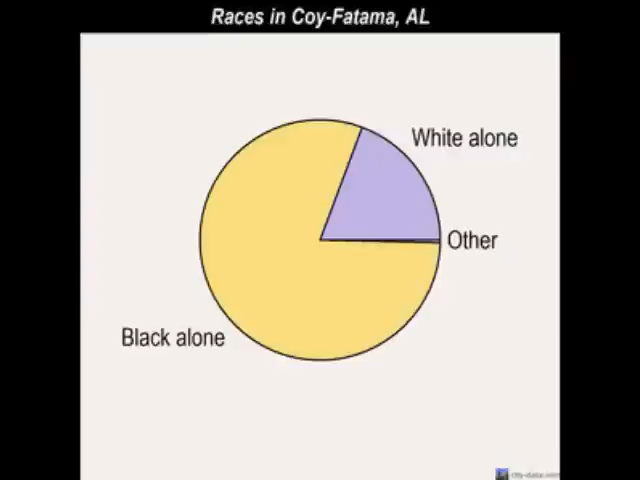 Races in Coy-Fatama, AL
White alone
Other
Black alone